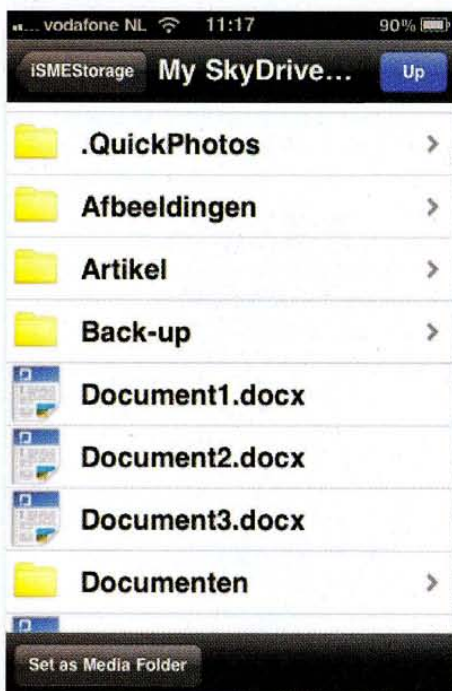 vodafone NL 11:17 90%
iSMEStorage My SkyDrive... Up
.QuickPhotos
Afbeeldingen
Artikel
Back-up
Document1.docx
Document2.docx
Document3.docx
Documenten
Set as Media Folder